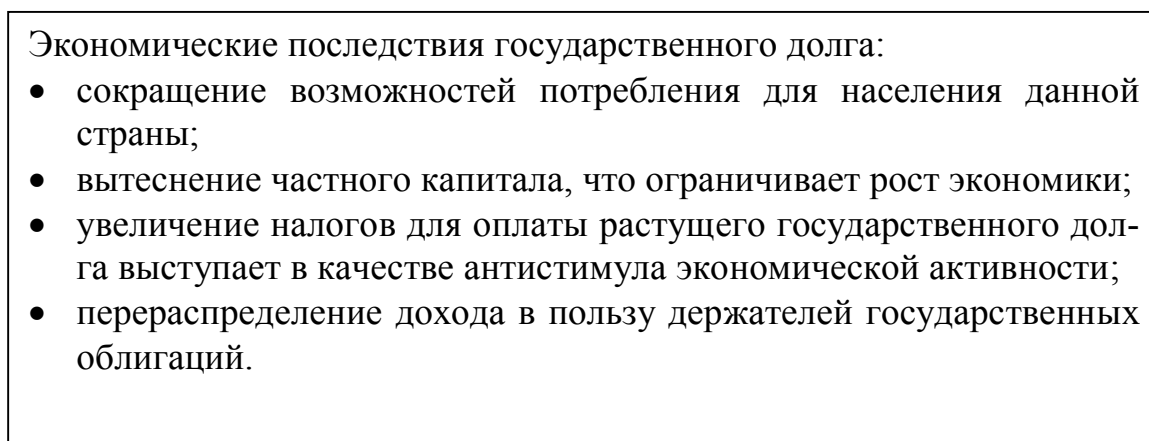 Экономические последствия государственного долга:
• сокращение возможностей потребления для населения данной
страны;
• вытеснение частного капитала, что ограничивает рост экономики;
• увеличение налогов для оплаты растущего государственного дол-
га выступает в качестве антистимула экономической активности;
• перераспределение дохода в пользу держателей государственных
облигаций.